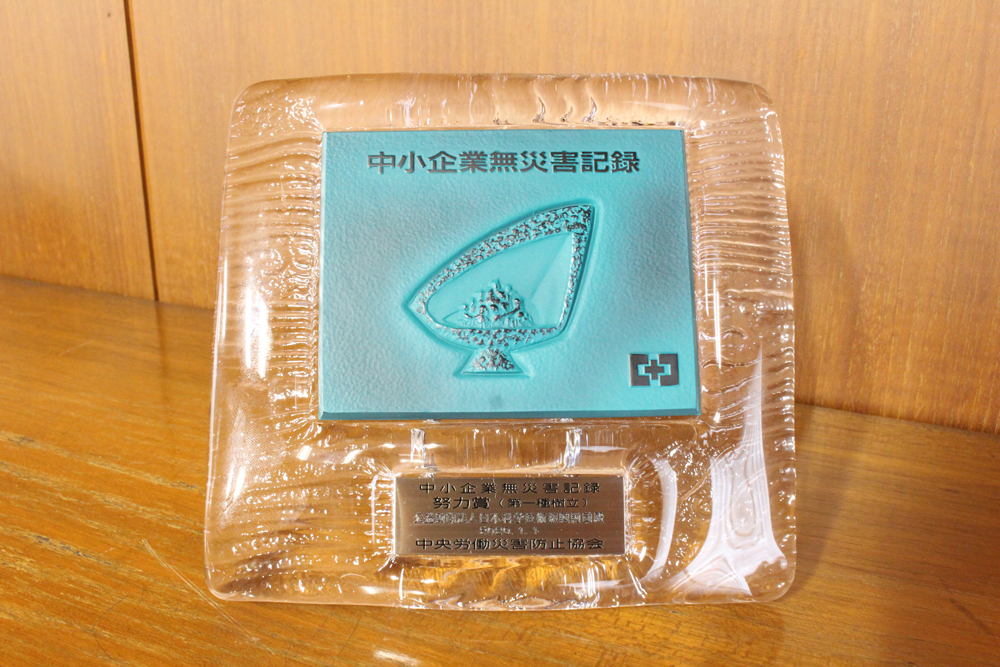 中小企業無災害記録
中小企業無災害記録
努力賞（第一種樹立）
中央労働災害防止協会